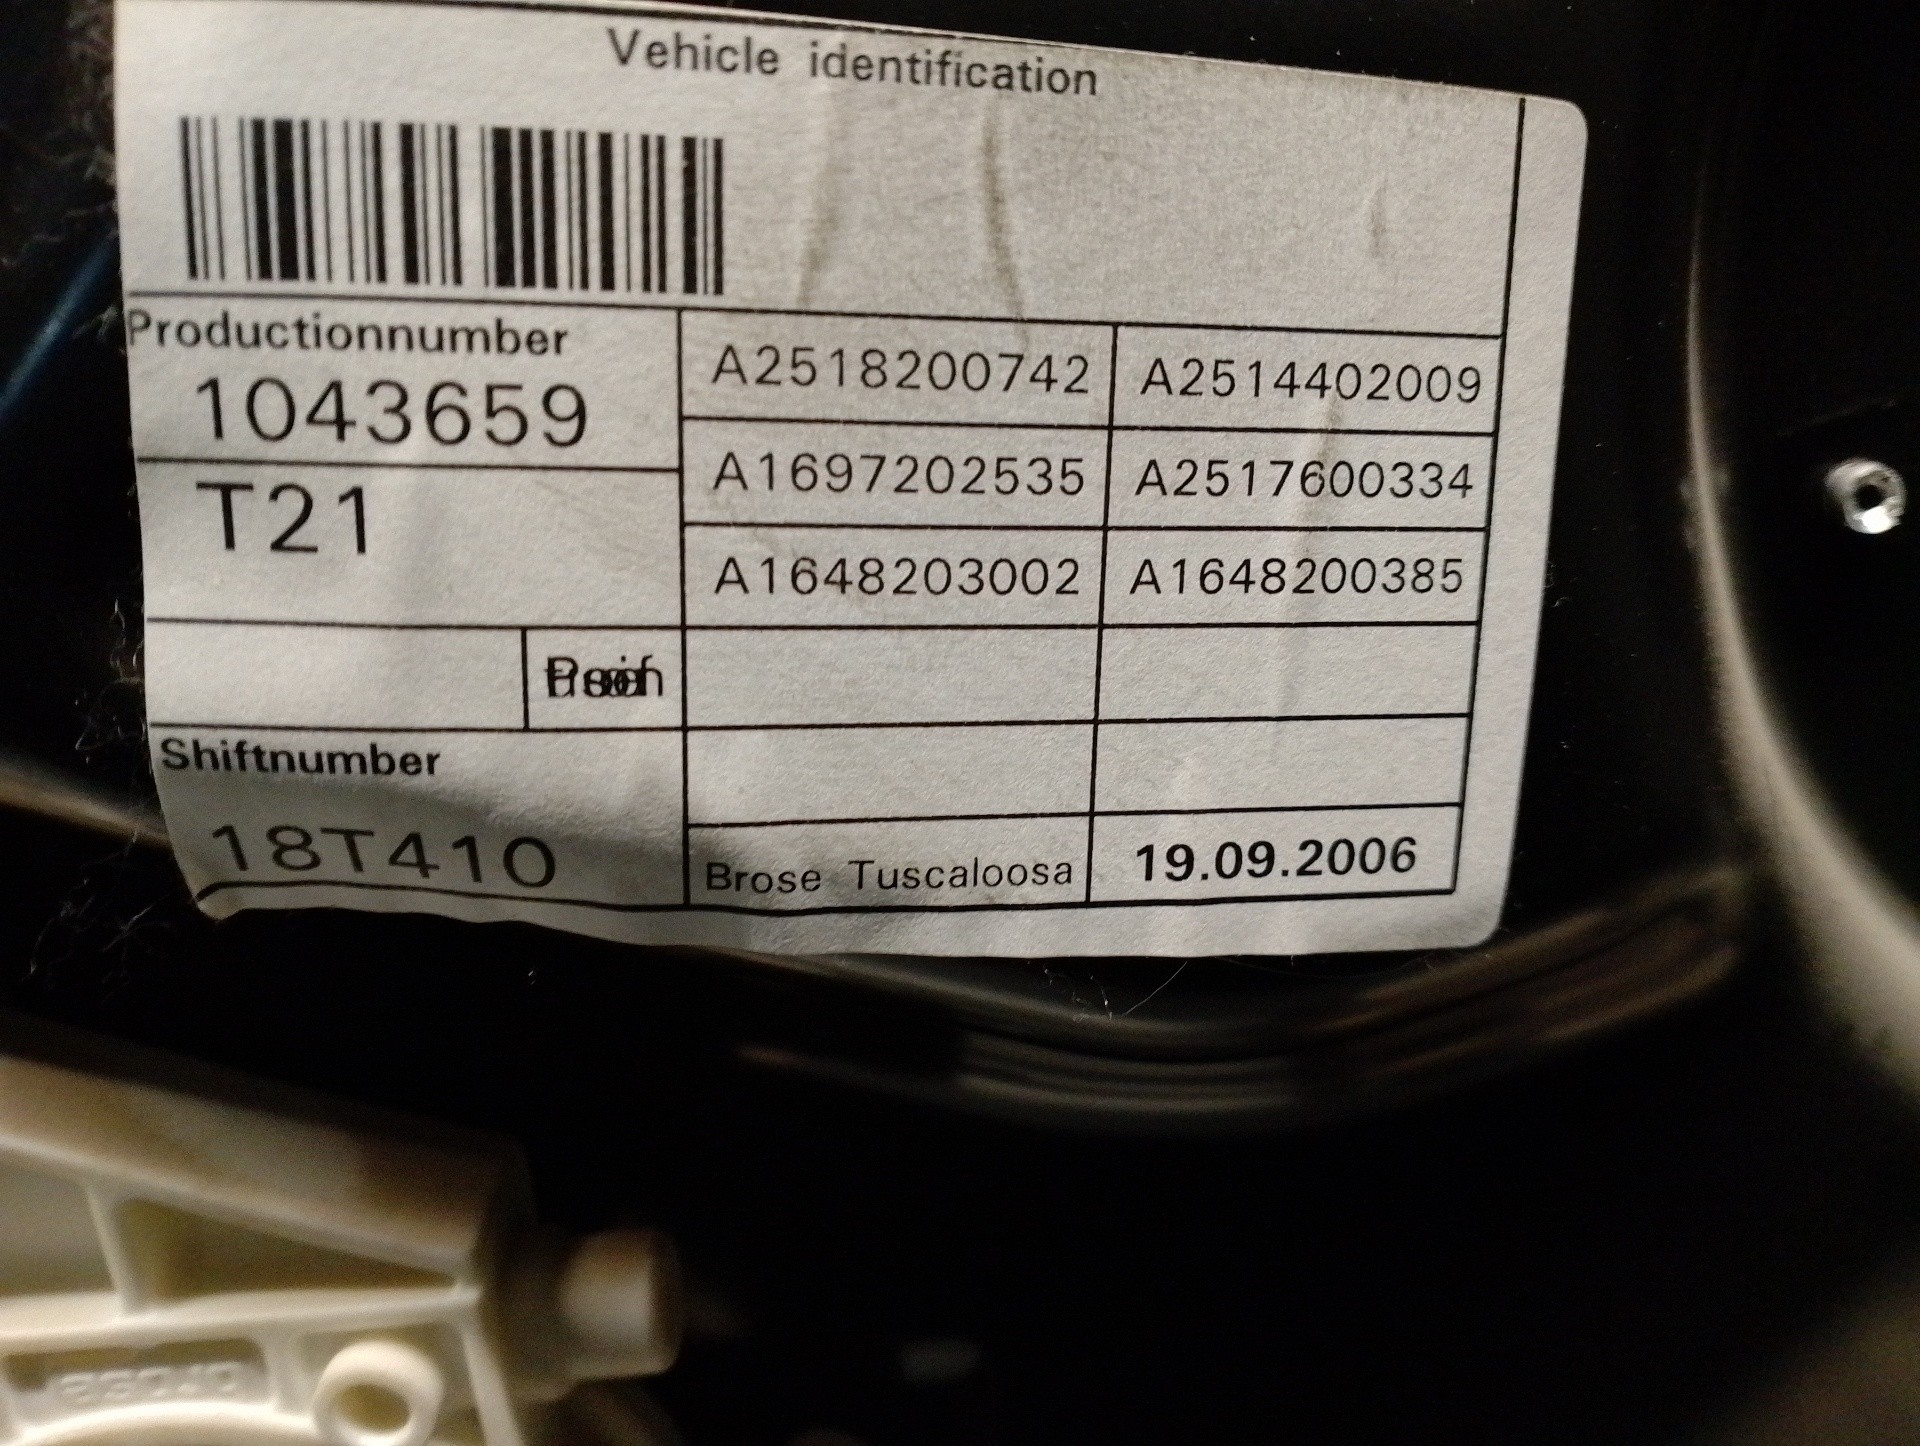 Vehicle identification
Productionnumber
1043659
T21
Shiftnumber
18T410
A2518200742 A2514402009
A1697202535 A2517600334
A1648203002 A1648200385
Brose Tuscaloosa 19.09.2006